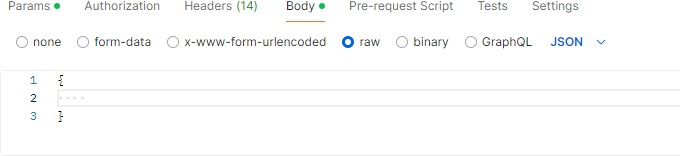 Params Authorization Headers (14) Body Pre-request Script Tests Settings
none form-data x-www-form-urlencoded raw binary GraphQL JSON
1 {
2
3 }